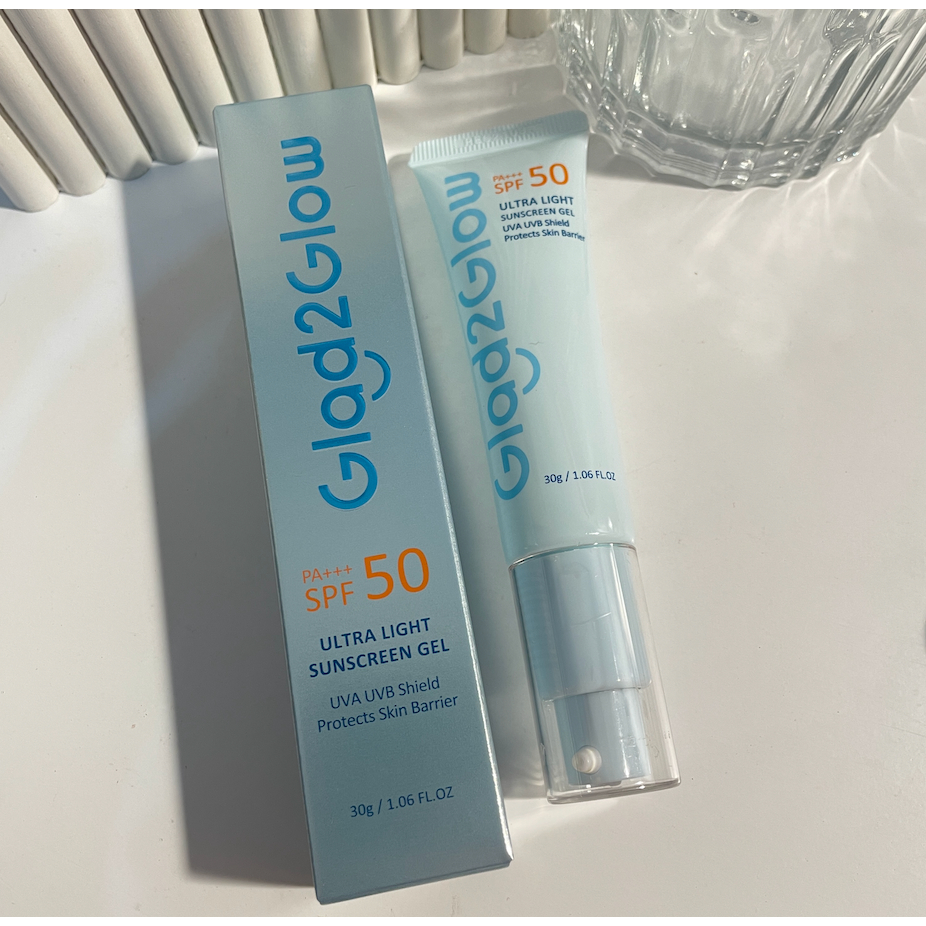 Glad2Glow
PA+++
SPF 50
ULTRA LIGHT
SUNSCREEN GEL
UVA UVB Shield
Protects Skin Barrier
30g / 1.06 FL.OZ
Glad2Glow
PA+++
SPF 50
ULTRA LIGHT
SUNSCREEN GEL
UVA UVB Shield
Protects Skin Barrier
30g / 1.06 FL.OZ